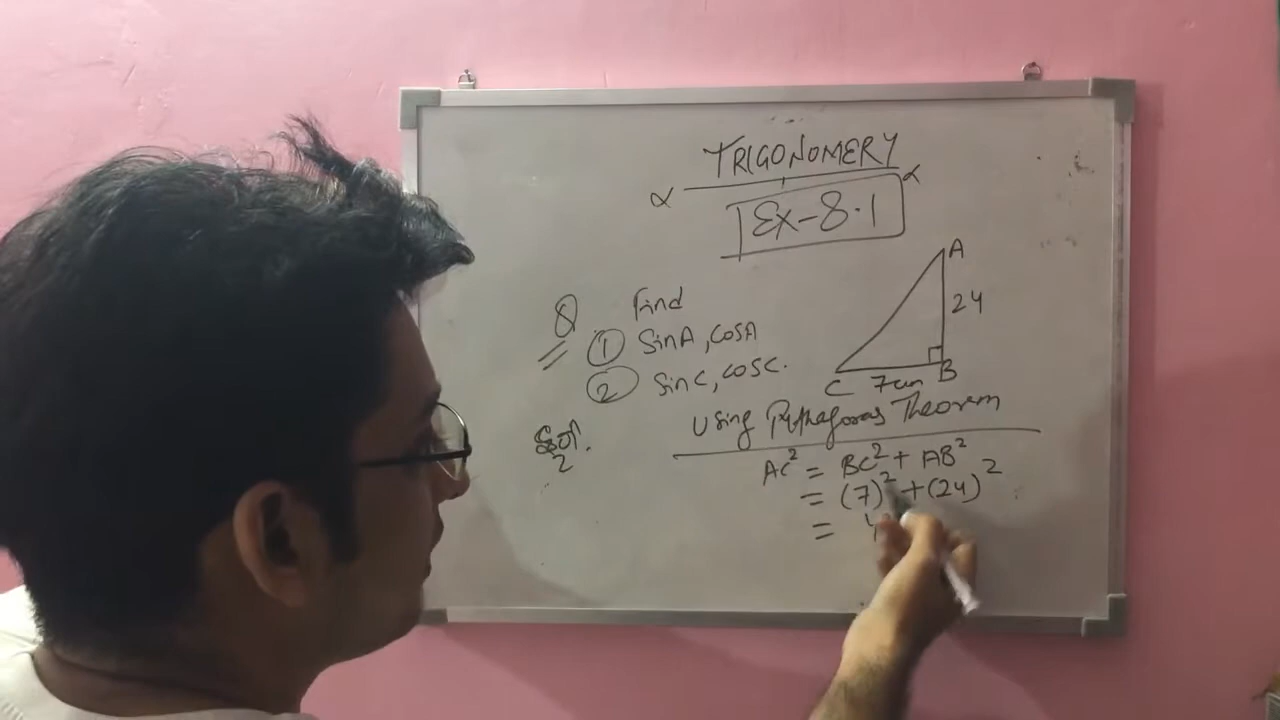 TRIGONOMERY
Ex-8.1
Q. Find
① SinA, cosA
② SinC, cosC.
A
24
B
7cm
C
Using Pythagoras Theorem
AC² = BC² + AB²
= (7)² + (24)²
= 4